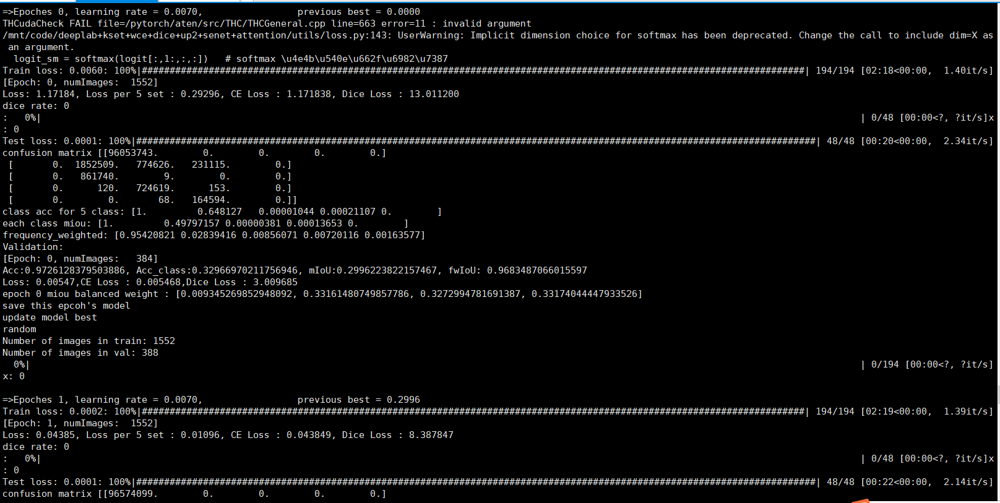 =>Epoches 0, learning rate = 0.0070,                 previous best = 0.0000
THCudaCheck FAIL file=/pytorch/aten/src/THC/THCGeneral.cpp line=663 error=11 : invalid argument
/mnt/code/deeplab+kset+wce+dice+up2+senet+attention/utils/loss.py:143: UserWarning: Implicit dimension choice for softmax has been deprecated. Change the call to include dim=X as
 an argument.
  logit_sm = softmax(logit[:,1:,:,:])   # softmax \u4e4b\u540e\u662f\u6982\u7387
Train loss: 0.0060: 100%|#######################################################################################################################| 194/194 [02:18<00:00,  1.40it/s]
[Epoch: 0, numImages:  1552]
Loss: 1.17184, Loss per 5 set : 0.29296, CE Loss : 1.171838, Dice Loss : 13.011200
dice rate: 0
:   0%|                                                                                                                                                   | 0/48 [00:00<?, ?it/s]x
: 0
Test loss: 0.0001: 100%|##########################################################################################################################| 48/48 [00:20<00:00,  2.34it/s]
confusion matrix [[96053743.        0.        0.        0.        0.]
 [       0.  1852509.   774626.   231115.        0.]
 [       0.   861740.        9.        0.        0.]
 [       0.      120.   724619.      153.        0.]
 [       0.        0.       68.   164594.        0.]]
class acc for 5 class: [1.         0.648127   0.00001044 0.00021107 0.        ]
each class miou: [1.         0.49797157 0.00000381 0.00013653 0.        ]
frequency_weighted: [0.95420821 0.02839416 0.00856071 0.00720116 0.00163577]
Validation:
[Epoch: 0, numImages:   384]
Acc:0.9726128379503886, Acc_class:0.32966970211756946, mIoU:0.2996223822157467, fwIoU: 0.9683487066015597
Loss: 0.00547,CE Loss : 0.005468,Dice Loss : 3.009685
epoch 0 miou balanced weight : [0.009345269852948092, 0.33161480749857786, 0.3272994781691387, 0.33174044447933526]
save this epcoh's model
update model best
random
Number of images in train: 1552
Number of images in val: 388
  0%|                                                                                                                                                     | 0/194 [00:00<?, ?it/s]
x: 0
=>Epoches 1, learning rate = 0.0070,                 previous best = 0.2996
Train loss: 0.0002: 100%|#######################################################################################################################| 194/194 [02:19<00:00,  1.39it/s]
[Epoch: 1, numImages:  1552]
Loss: 0.04385, Loss per 5 set : 0.01096, CE Loss : 0.043849, Dice Loss : 8.387847
dice rate: 0
:   0%|                                                                                                                                                   | 0/48 [00:00<?, ?it/s]x
: 0
Test loss: 0.0001: 100%|##########################################################################################################################| 48/48 [00:22<00:00,  2.14it/s]
confusion matrix [[96574099.        0.        0.        0.        0.]